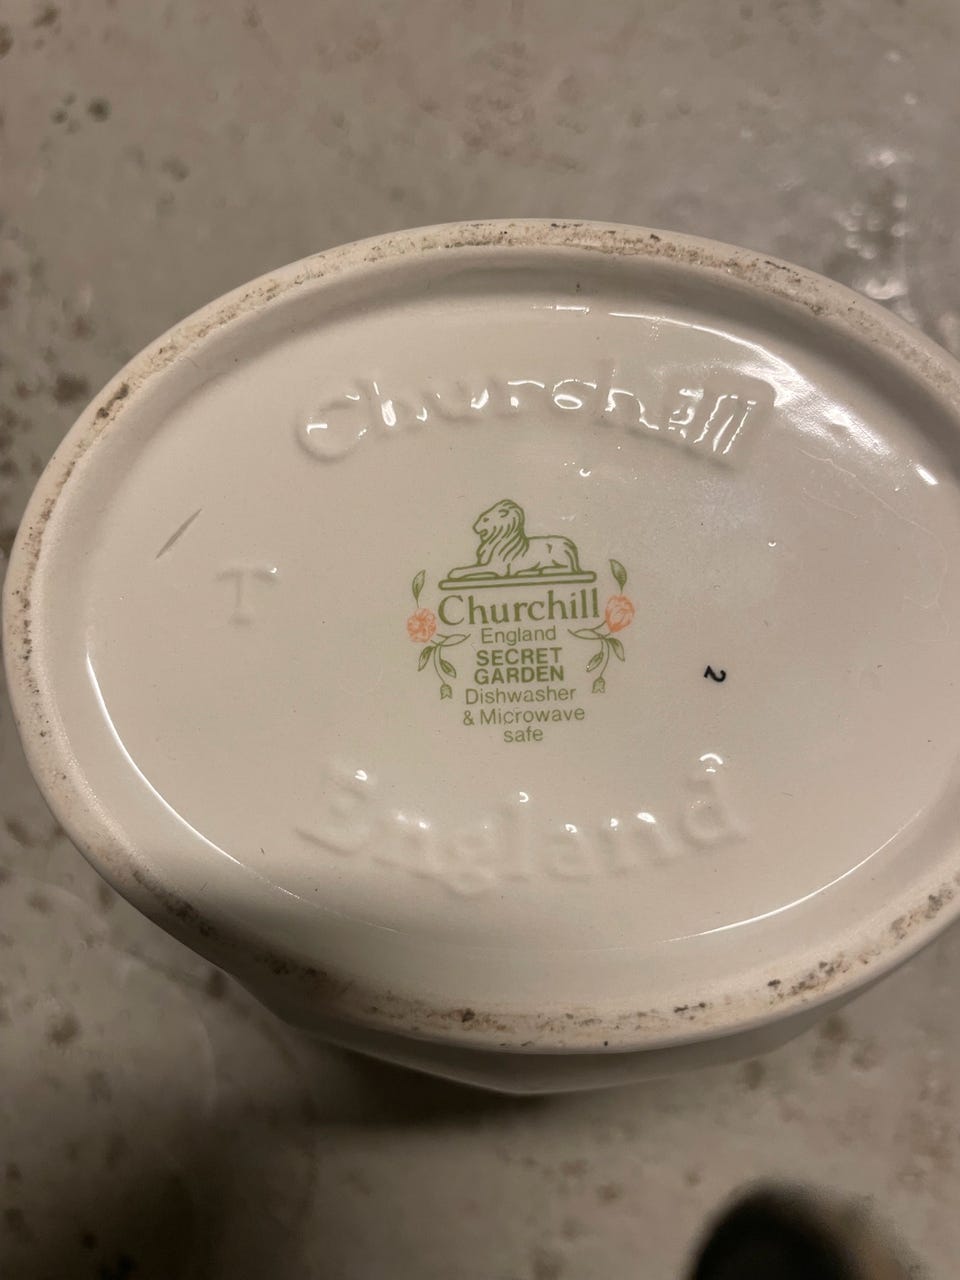 Churchill
T
Churchill
England
SECRET
GARDEN
Dishwasher
& Microwave
safe
2
England